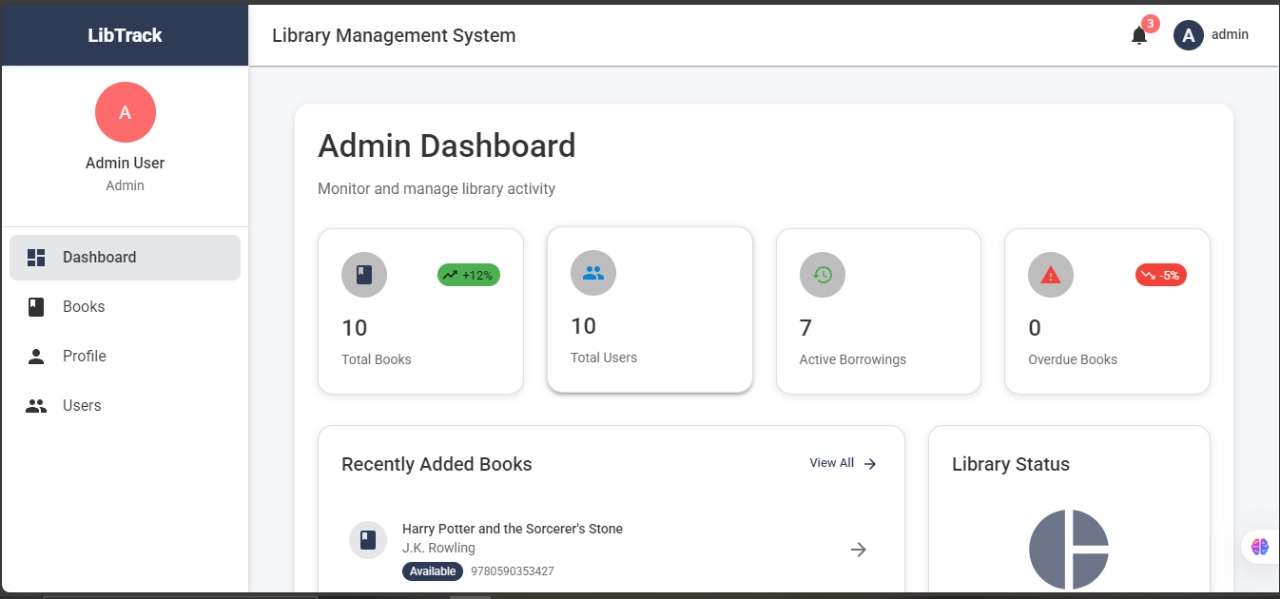 LibTrack
Library Management System
3
A
admin
A
Admin User
Admin
Dashboard
Books
Profile
Users
Admin Dashboard
Monitor and manage library activity
+12%
10
Total Books
10
Total Users
7
Active Borrowings
-5%
0
Overdue Books
Recently Added Books
View All
Harry Potter and the Sorcerer's Stone
J.K. Rowling
Available 9780590353427
Library Status